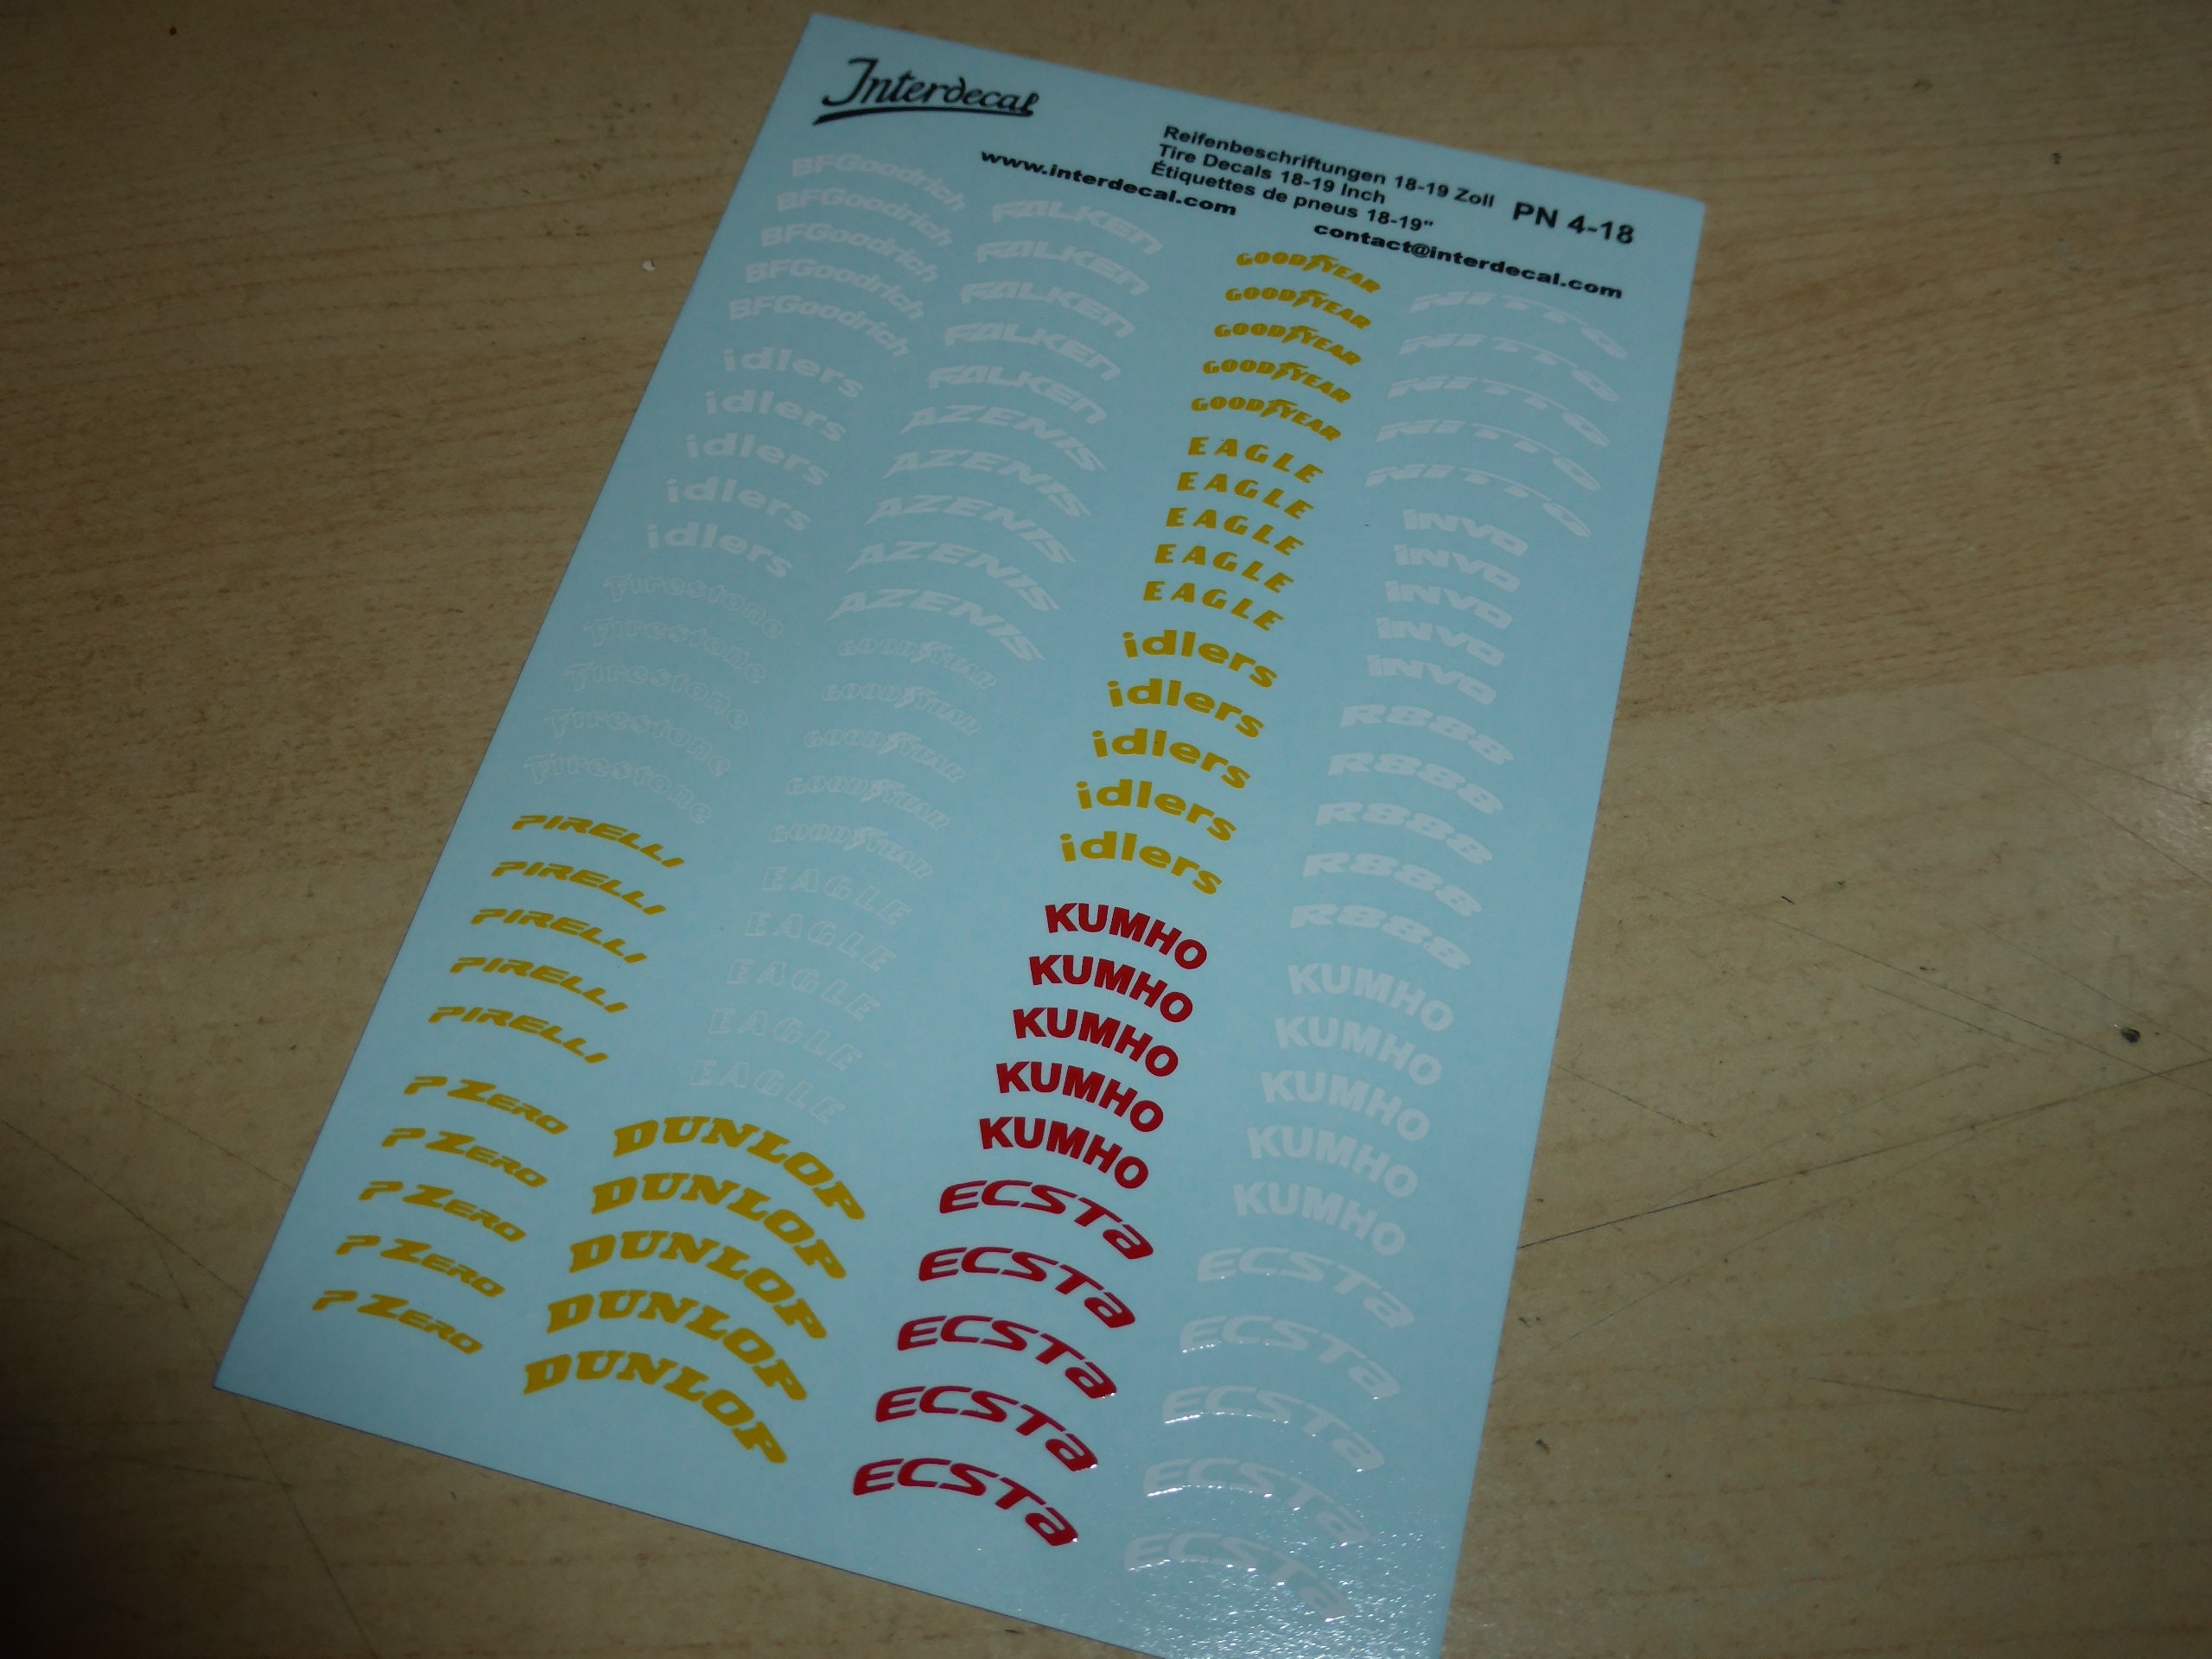 Interdecal
Reifenbeschriftungen 18-19 Zoll
Tire Decals 18-19 Inch
Étiquettes de pneus 18-19"
PN 4-18
www.interdecal.com
contact@interdecal.com
BFGoodrich
BFGoodrich
BFGoodrich
BFGoodrich
BFGoodrich
idlers
idlers
idlers
idlers
idlers
Firestone
Firestone
Firestone
Firestone
Firestone
PIRELLI
PIRELLI
PIRELLI
PIRELLI
PIRELLI
P ZERO
P ZERO
P ZERO
P ZERO
P ZERO
FALKEN
FALKEN
FALKEN
FALKEN
FALKEN
AZENIS
AZENIS
AZENIS
AZENIS
AZENIS
GOODYEAR
GOODYEAR
GOODYEAR
GOODYEAR
GOODYEAR
EAGLE
EAGLE
EAGLE
EAGLE
EAGLE
DUNLOP
DUNLOP
DUNLOP
DUNLOP
DUNLOP
GOODYEAR
GOODYEAR
GOODYEAR
GOODYEAR
GOODYEAR
EAGLE
EAGLE
EAGLE
EAGLE
EAGLE
idlers
idlers
idlers
idlers
idlers
KUMHO
KUMHO
KUMHO
KUMHO
KUMHO
ECSTa
ECSTa
ECSTa
ECSTa
ECSTa
NITTO
NITTO
NITTO
NITTO
NITTO
iNVO
iNVO
iNVO
iNVO
iNVO
R888
R888
R888
R888
R888
KUMHO
KUMHO
KUMHO
KUMHO
KUMHO
ECSTa
ECSTa
ECSTa
ECSTa
ECSTa